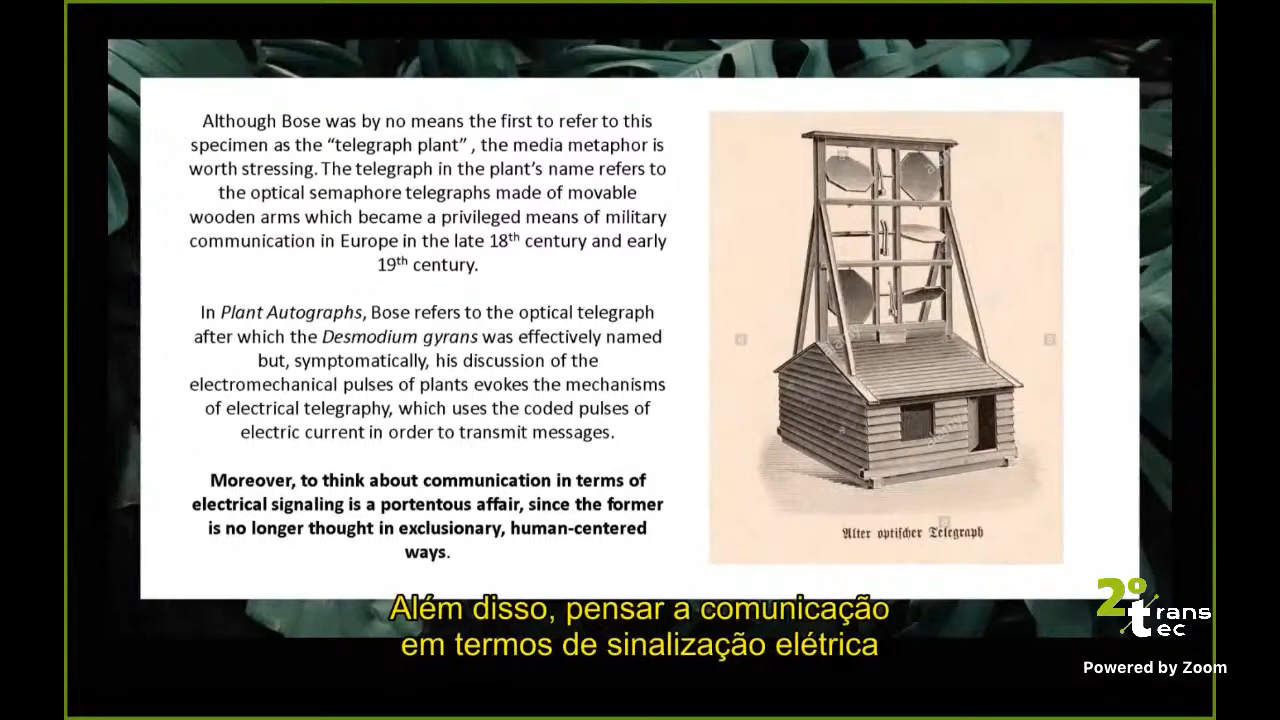 Although Bose was by no means the first to refer to this
specimen as the “telegraph plant” , the media metaphor is
worth stressing. The telegraph in the plant’s name refers to
the optical semaphore telegraphs made of movable
wooden arms which became a privileged means of military
communication in Europe in the late 18th century and early
19th century.
In Plant Autographs, Bose refers to the optical telegraph
after which the Desmodium gyrans was effectively named
but, symptomatically, his discussion of the
electromechanical pulses of plants evokes the mechanisms
of electrical telegraphy, which uses the coded pulses of
electric current in order to transmit messages.
Moreover, to think about communication in terms of
electrical signaling is a portentous affair, since the former
is no longer thought in exclusionary, human-centered
ways.
Alter optischer Telegraph
Além disso, pensar a comunicação
em termos de sinalização elétrica
2º
trans
tec
Powered by Zoom